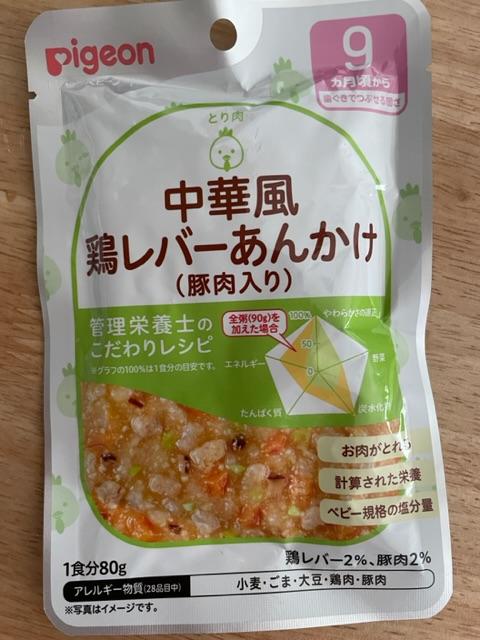 Pigeon
9
ヵ月頃から
歯ぐきでつぶせる固さ
とり肉
中華風
鶏レバーあんかけ
(豚肉入り)
管理栄養士の
こだわりレシピ
※グラフの100%は1食分の目安です。
全粥(90g)を
加えた場合
100%
50
0
やわらかさの適正
エネルギー
野菜
たんぱく質
炭水化物
お肉がとれる
計算された栄養
ベビー規格の塩分量
1食分80g
鶏レバー2%、豚肉2%
アレルギー物質(28品目中)
小麦・ごま・大豆・鶏肉・豚肉
※写真はイメージです。